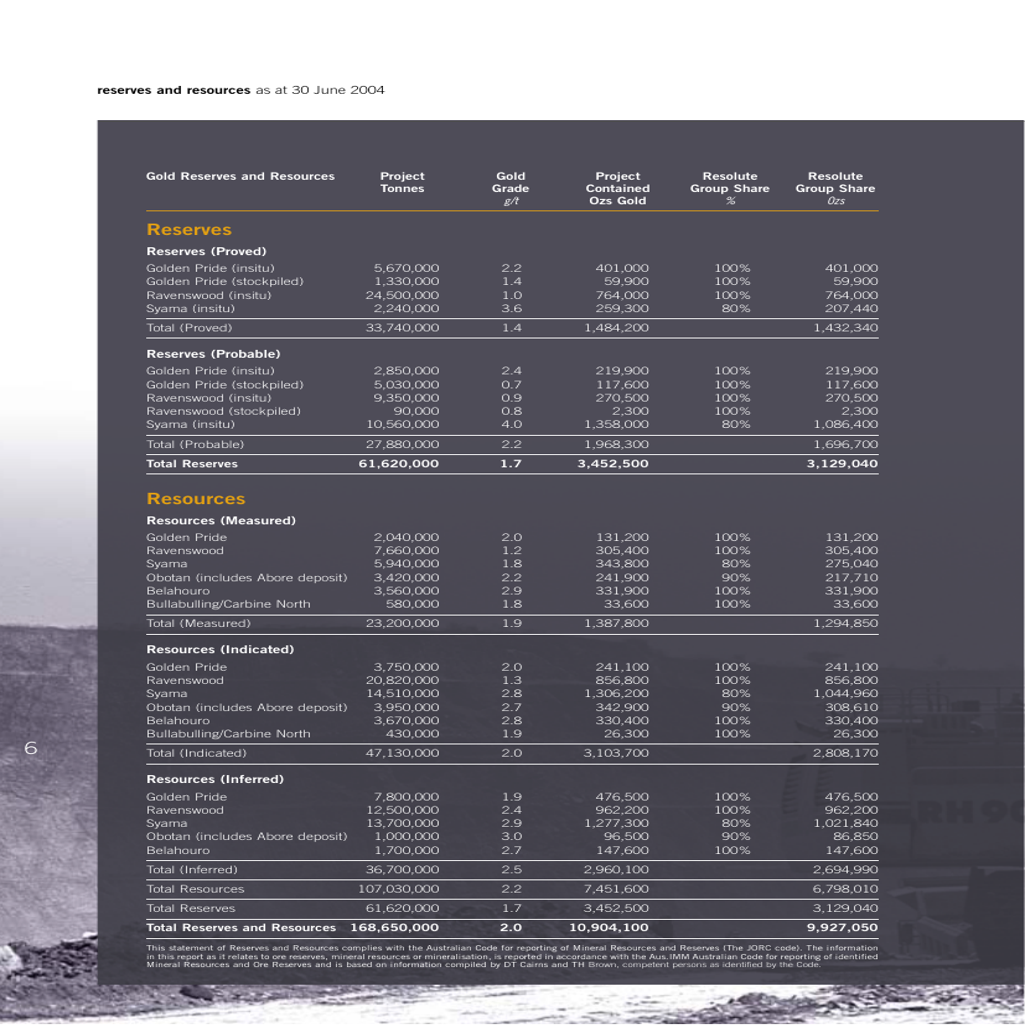 reserves and resources as at 30 June 2004
Gold Reserves and Resources Project Tonnes Gold Grade g/t Project Contained Ozs Gold Resolute Group Share % Resolute Group Share Ozs
Reserves
Reserves (Proved)
Golden Pride (insitu) 5,670,000 2.2 401,000 100% 401,000
Golden Pride (stockpiled) 1,330,000 1.4 59,900 100% 59,900
Ravenswood (insitu) 24,500,000 1.0 764,000 100% 764,000
Syama (insitu) 2,240,000 3.6 259,300 80% 207,440
Total (Proved) 33,740,000 1.4 1,484,200 1,432,340
Reserves (Probable)
Golden Pride (insitu) 2,850,000 2.4 219,900 100% 219,900
Golden Pride (stockpiled) 5,030,000 0.7 117,600 100% 117,600
Ravenswood (insitu) 9,350,000 0.9 270,500 100% 270,500
Ravenswood (stockpiled) 90,000 0.8 2,300 100% 2,300
Syama (insitu) 10,560,000 4.0 1,358,000 80% 1,086,400
Total (Probable) 27,880,000 2.2 1,968,300 1,696,700
Total Reserves 61,620,000 1.7 3,452,500 3,129,040
Resources
Resources (Measured)
Golden Pride 2,040,000 2.0 131,200 100% 131,200
Ravenswood 7,660,000 1.2 305,400 100% 305,400
Syama 5,940,000 1.8 343,800 80% 275,040
Obotan (includes Abore deposit) 3,420,000 2.2 241,900 90% 217,710
Belahouro 3,560,000 2.9 331,900 100% 331,900
Bullabulling/Carbine North 580,000 1.8 33,600 100% 33,600
Total (Measured) 23,200,000 1.9 1,387,800 1,294,850
Resources (Indicated)
Golden Pride 3,750,000 2.0 241,100 100% 241,100
Ravenswood 20,820,000 1.3 856,800 100% 856,800
Syama 14,510,000 2.8 1,306,200 80% 1,044,960
Obotan (includes Abore deposit) 3,950,000 2.7 342,900 90% 308,610
Belahouro 3,670,000 2.8 330,400 100% 330,400
Bullabulling/Carbine North 430,000 1.9 26,300 100% 26,300
Total (Indicated) 47,130,000 2.0 3,103,700 2,808,170
6
Resources (Inferred)
Golden Pride 7,800,000 1.9 476,500 100% 476,500
Ravenswood 12,500,000 2.4 962,200 100% 962,200
Syama 13,700,000 2.9 1,277,300 80% 1,021,840
Obotan (includes Abore deposit) 1,000,000 3.0 96,500 90% 86,850
Belahouro 1,700,000 2.7 147,600 100% 147,600
Total (Inferred) 36,700,000 2.5 2,960,100 2,694,990
Total Resources 107,030,000 2.2 7,451,600 6,798,010
Total Reserves 61,620,000 1.7 3,452,500 3,129,040
Total Reserves and Resources 168,650,000 2.0 10,904,100 9,927,050
This statement of Reserves and Resources complies with the Australian Code for reporting of Mineral Resources and Reserves (The JORC code). The information
in this report as it relates to ore reserves, mineral resources or mineralisation, is reported in accordance with the Aus.IMM Australian Code for reporting of identified
Mineral Resources and Ore Reserves and is based on information compiled by DT Cairns and TH Brown, competent persons as identified by the Code.